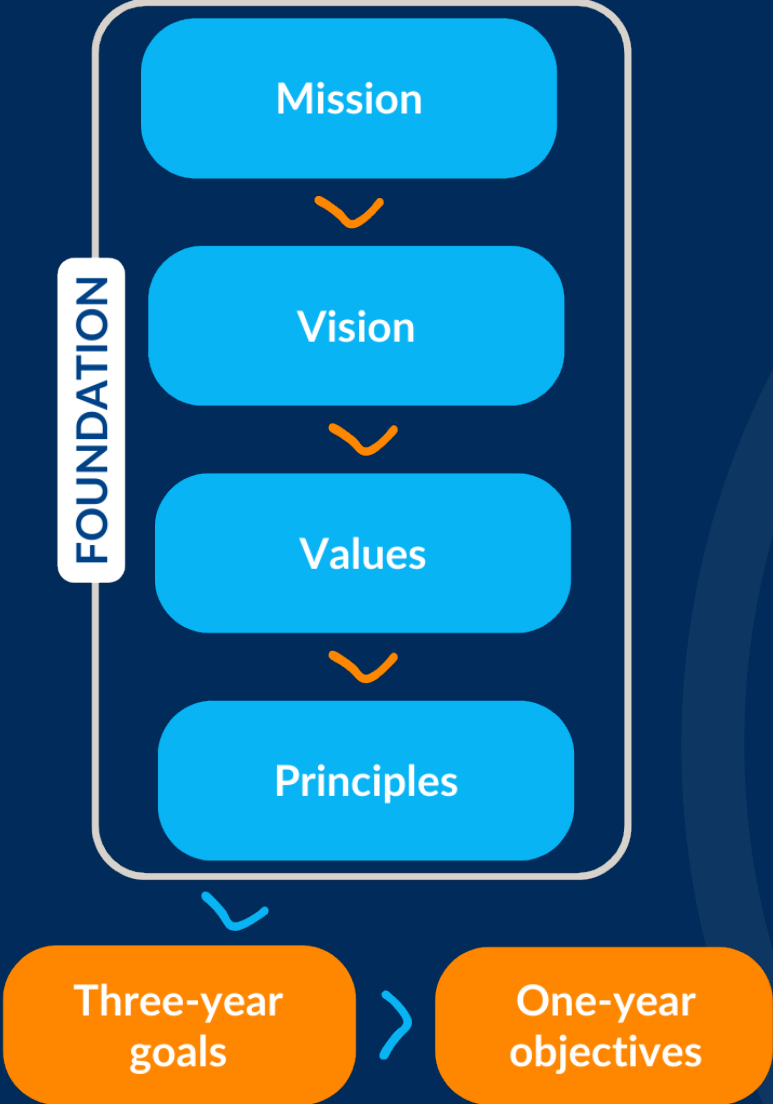 Mission
Vision
FOUNDATION
Values
Principles
Three-year
goals
One-year
objectives